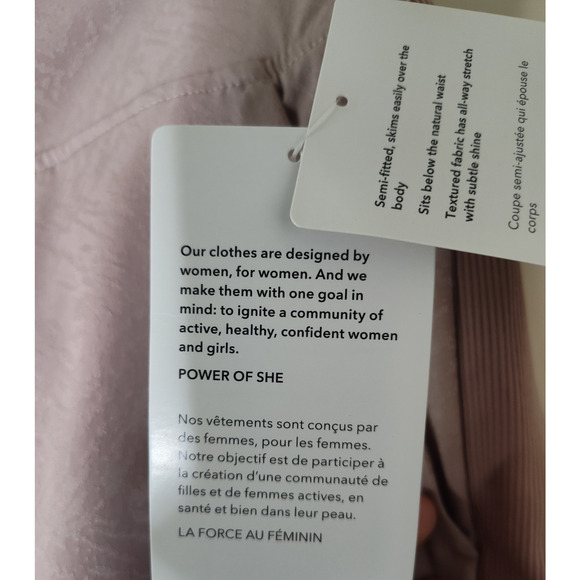 Semi-fitted, skims easily over the
body
Sits below the natural waist
Textured fabric has all-way stretch
with subtle shine
Coupe semi-ajustée qui épouse le
corps
Our clothes are designed by
women, for women. And we
make them with one goal in
mind: to ignite a community of
active, healthy, confident women
and girls.
POWER OF SHE
Nos vêtements sont conçus par
des femmes, pour les femmes.
Notre objectif est de participer à
la création d'une communauté de
filles et de femmes actives, en
santé et bien dans leur peau.
LA FORCE AU FÉMININ